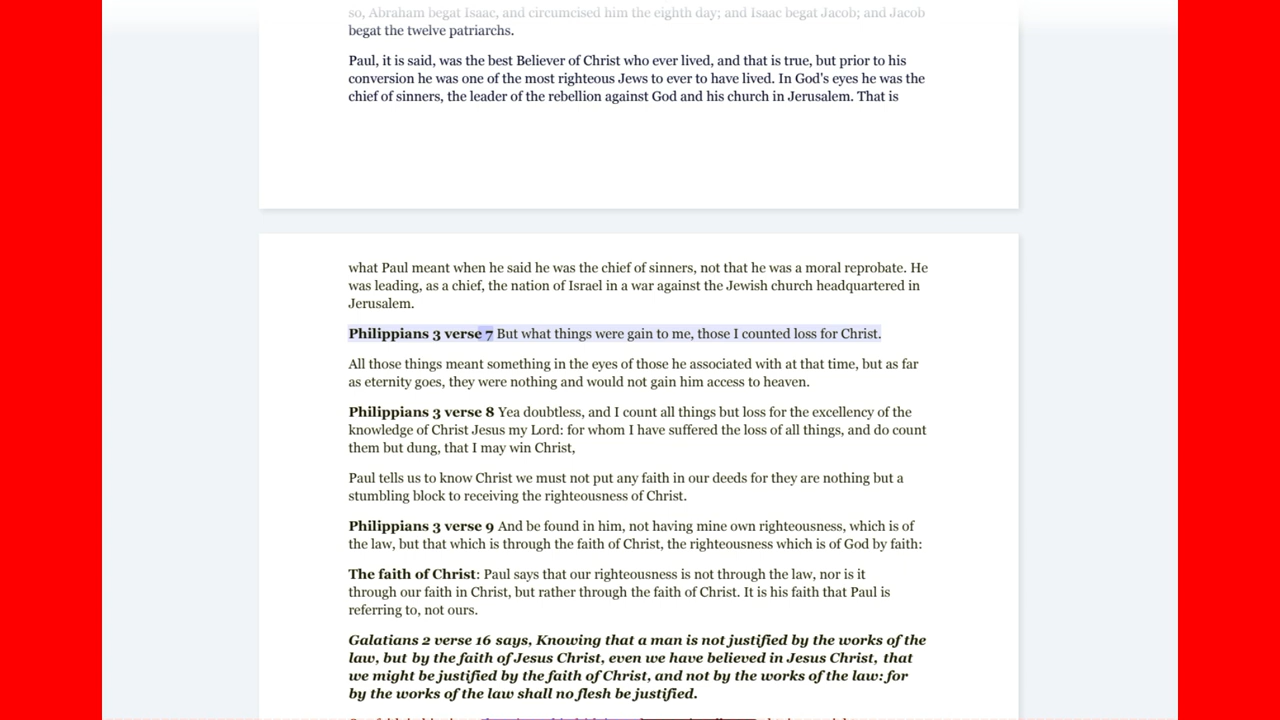 so, Abraham begat Isaac, and circumcised him the eighth day; and Isaac begat Jacob; and Jacob
begat the twelve patriarchs.
Paul, it is said, was the best Believer of Christ who ever lived, and that is true, but prior to his
conversion he was one of the most righteous Jews to ever to have lived. In God's eyes he was the
chief of sinners, the leader of the rebellion against God and his church in Jerusalem. That is
what Paul meant when he said he was the chief of sinners, not that he was a moral reprobate. He
was leading, as a chief, the nation of Israel in a war against the Jewish church headquartered in
Jerusalem.
Philippians 3 verse 7 But what things were gain to me, those I counted loss for Christ.
All those things meant something in the eyes of those he associated with at that time, but as far
as eternity goes, they were nothing and would not gain him access to heaven.
Philippians 3 verse 8 Yea doubtless, and I count all things but loss for the excellency of the
knowledge of Christ Jesus my Lord: for whom I have suffered the loss of all things, and do count
them but dung, that I may win Christ,
Paul tells us to know Christ we must not put any faith in our deeds for they are nothing but a
stumbling block to receiving the righteousness of Christ.
Philippians 3 verse 9 And be found in him, not having mine own righteousness, which is of
the law, but that which is through the faith of Christ, the righteousness which is of God by faith:
The faith of Christ: Paul says that our righteousness is not through the law, nor is it
through our faith in Christ, but rather through the faith of Christ. It is his faith that Paul is
referring to, not ours.
Galatians 2 verse 16 says, Knowing that a man is not justified by the works of the
law, but by the faith of Jesus Christ, even we have believed in Jesus Christ, that
we might be justified by the faith of Christ, and not by the works of the law: for
by the works of the law shall no flesh be justified.